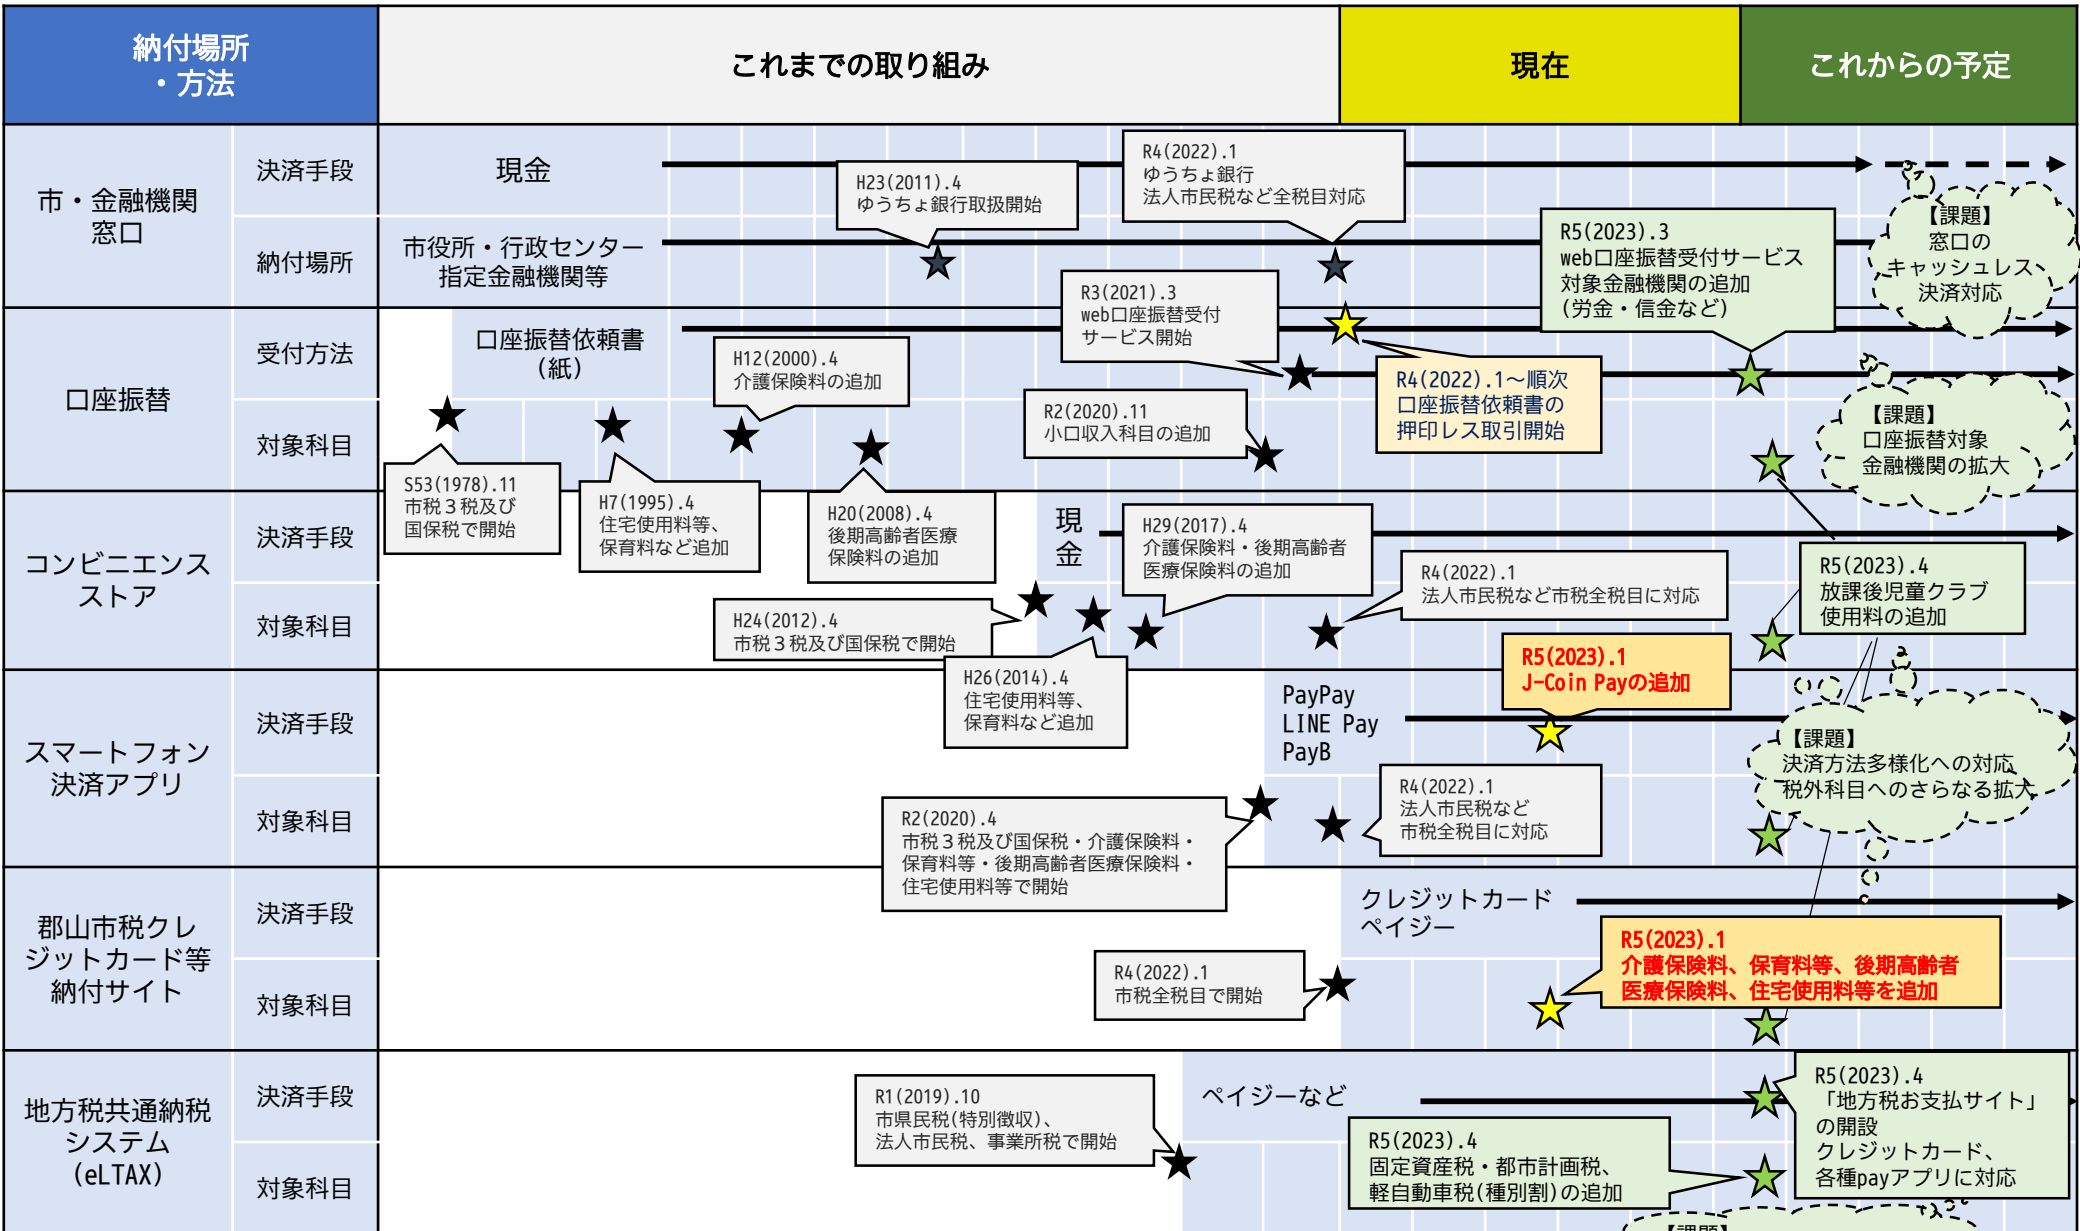 納付場所
・方法
これまでの取り組み
現在
これからの予定
市・金融機関
窓口
決済手段
現金
納付場所
市役所・行政センター
指定金融機関等
H23(2011).4
ゆうちょ銀行取扱開始
R4(2022).1
ゆうちょ銀行
法人市民税など全税目対応
【課題】
窓口の
キャッシュレス
決済対応
口座振替
受付方法
口座振替依頼書
(紙)
R3(2021).3
web口座振替受付
サービス開始
R4(2022).1～順次
口座振替依頼書の
押印レス取引開始
R5(2023).3
web口座振替受付サービス
対象金融機関の追加
(労金・信金など)
対象科目
S53(1978).11
市税３税及び
国保税で開始
H7(1995).4
住宅使用料等、
保育料など追加
H12(2000).4
介護保険料の追加
H20(2008).4
後期高齢者医療
保険料の追加
R2(2020).11
小口収入科目の追加
【課題】
口座振替対象
金融機関の拡大
コンビニエンス
ストア
決済手段
現
金
対象科目
H24(2012).4
市税３税及び国保税で開始
H26(2014).4
住宅使用料等、
保育料など追加
H29(2017).4
介護保険料・後期高齢者
医療保険料の追加
R4(2022).1
法人市民税など市税全税目に対応
R5(2023).4
放課後児童クラブ
使用料の追加
スマートフォン
決済アプリ
決済手段
PayPay
LINE Pay
PayB
R5(2023).1
J-Coin Payの追加
対象科目
R2(2020).4
市税３税及び国保税・介護保険料・
保育料等・後期高齢者医療保険料・
住宅使用料等で開始
R4(2022).1
法人市民税など
市税全税目に対応
【課題】
決済方法多様化への対応
税外科目へのさらなる拡大
郡山市税クレ
ジットカード等
納付サイト
決済手段
クレジットカード
ペイジー
対象科目
R4(2022).1
市税全税目で開始
R5(2023).1
介護保険料、保育料等、後期高齢者
医療保険料、住宅使用料等を追加
地方税共通納税
システム
(eLTAX)
決済手段
ペイジーなど
R5(2023).4
「地方税お支払サイト」
の開設
クレジットカード、
各種payアプリに対応
対象科目
R1(2019).10
市県民税(特別徴収)、
法人市民税、事業所税で開始
R5(2023).4
固定資産税・都市計画税、
軽自動車税(種別割)の追加
【課題】